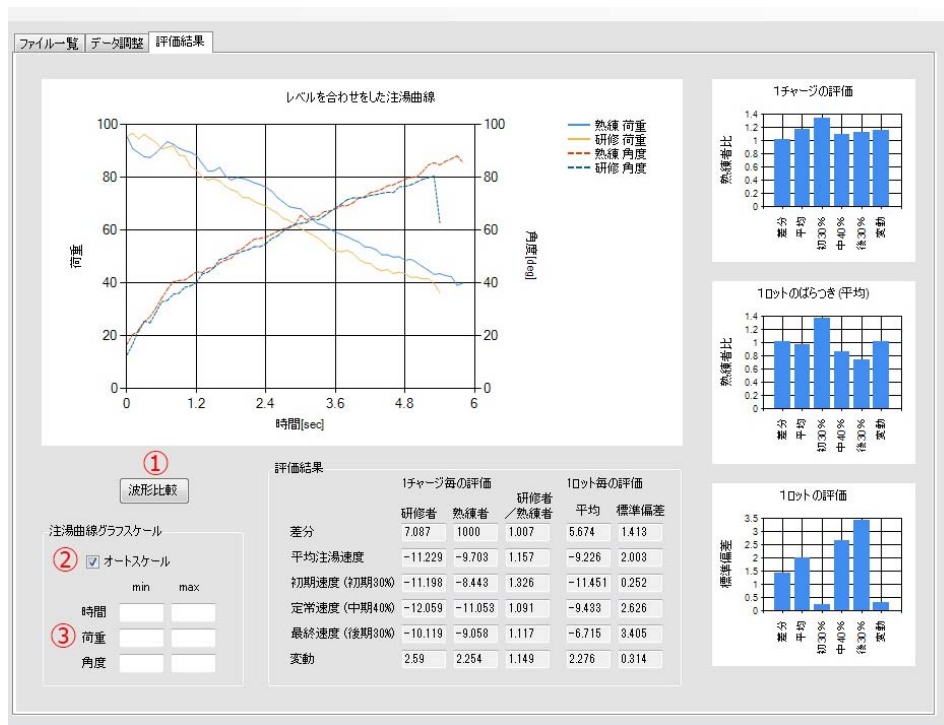 ファイル一覧 データ調整 評価結果
レベルを合わせをした注湯曲線
100 100
80 80
60 60
40 40
20 20
0 0
0 1.2 2.4 3.6 4.8 6
荷重
角度[deg]
時間[sec]
熟練 荷重
研修 荷重
熟練 角度
研修 角度
1チャージの評価
熟練者比
1.4
1.2
1
0.8
0.6
0.4
0.2
0
差分 平均 初30% 中40% 後30% 変動
1ロットのばらつき(平均)
熟練者比
1.4
1.2
1
0.8
0.6
0.4
0.2
0
差分 平均 初30% 中40% 後30% 変動
1ロットの評価
標準偏差
3.5
3
2.5
2
1.5
1
0.5
0
差分 平均 初30% 中40% 後30% 変動
①
波形比較
注湯曲線グラフスケール
② オートスケール
min max
時間
③ 荷重
角度
評価結果
1チャージ毎の評価 1ロット毎の評価
研修者 熟練者 研修者/熟練者 平均 標準偏差
差分 7.087 1000 1.007 5.674 1.413
平均注湯速度 -11.229 -9.703 1.157 -9.226 2.003
初期速度(初期30%) -11.198 -8.443 1.326 -11.451 0.252
定常速度(中期40%) -12.059 -11.053 1.091 -9.433 2.626
最終速度(後期30%) -10.119 -9.058 1.117 -6.715 3.405
変動 2.59 2.254 1.149 2.276 0.314